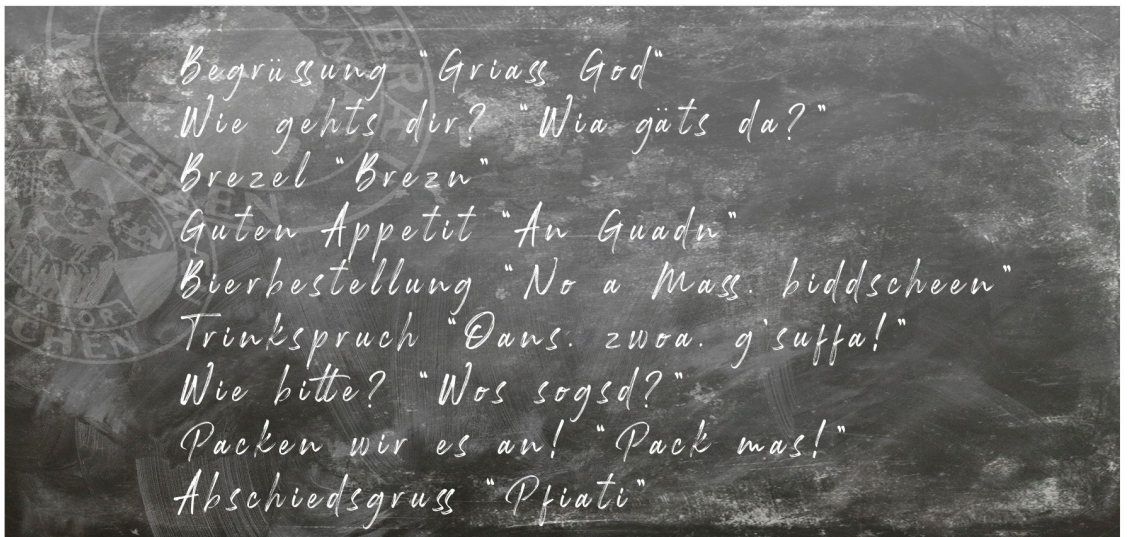 Begrüssung "Griass God"
Wie gehts dir? "Wia gäts da?"
Brezel "Brezn"
Guten Appetit "An Guadn"
Bierbestellung "No a Mass. biddscheen"
Trinkspruch "Oans. zwoa. g'suffa!"
Wie bitte? "Wos sogsd?"
Packen wir es an! "Pack mas!"
Abschiedsgruss "Pfiati"